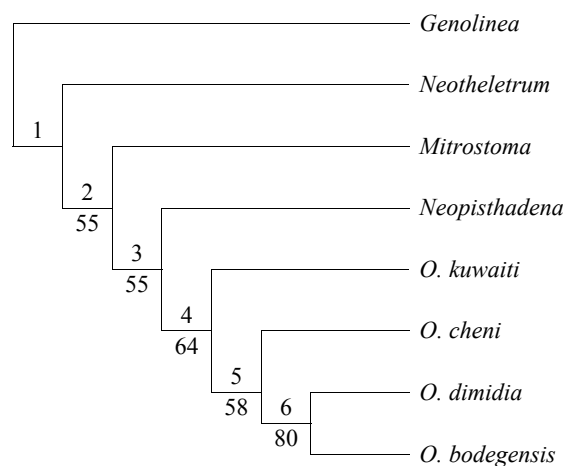 Genolinea
Neotheletrum
1
Mitrostoma
2
55
Neopisthadena
3
55
O. kuwaiti
4
64
O. cheni
5
58
O. dimidia
6
80
O. bodegensis